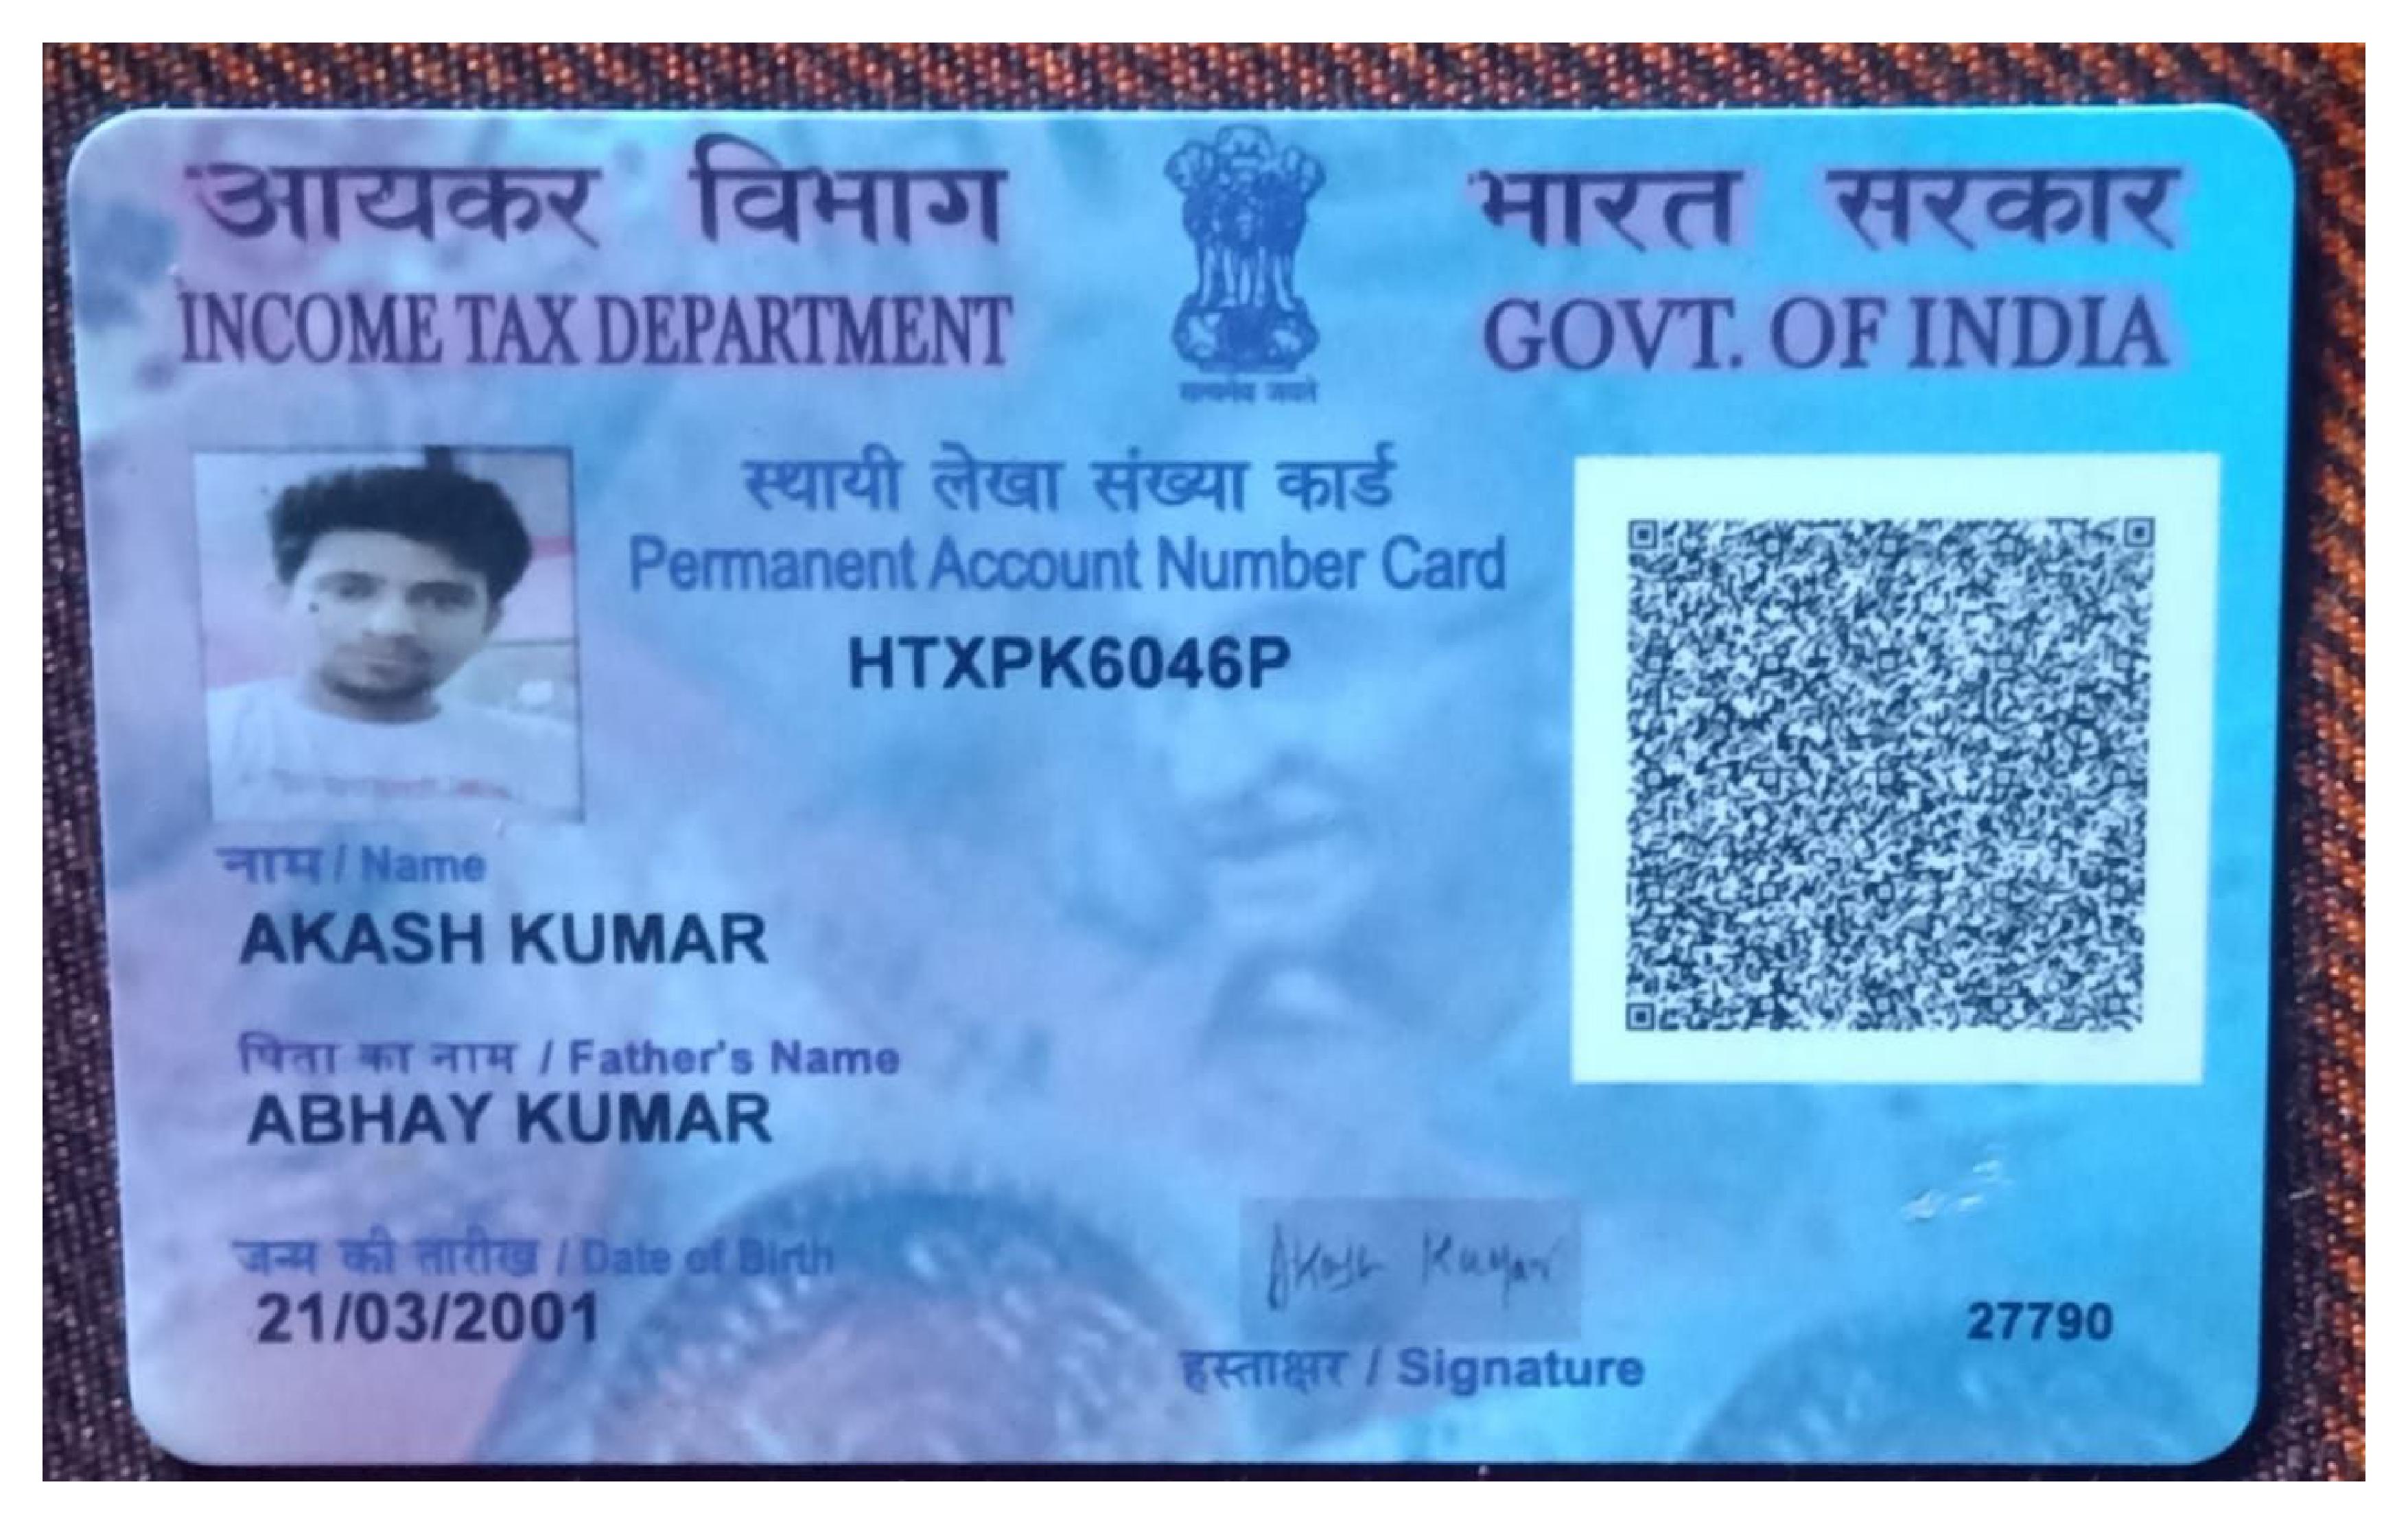 आयकर विभाग
INCOME TAX DEPARTMENT
भारत सरकार
GOVT. OF INDIA
सत्यमेव जयते
स्थायी लेखा संख्या कार्ड
Permanent Account Number Card
HTXPK6046P
नाम / Name
AKASH KUMAR
पिता का नाम / Father's Name
ABHAY KUMAR
जन्म की तारीख / Date of Birth
21/03/2001
Akash Kumar
हस्ताक्षर / Signature
27790